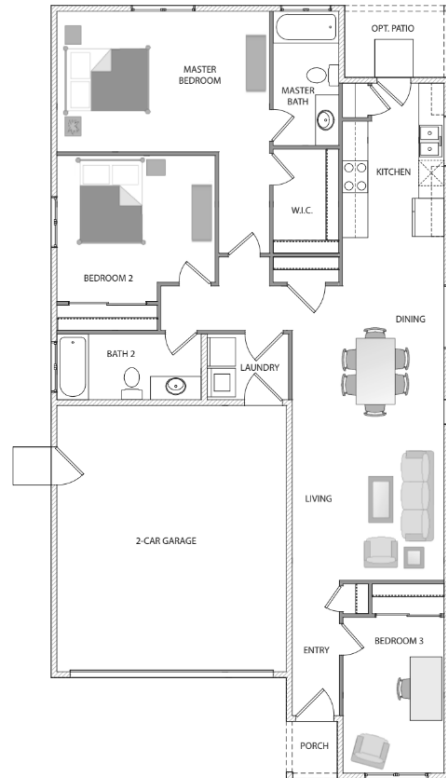 OPT. PATIO
MASTER
BEDROOM
MASTER
BATH
KITCHEN
W.I.C.
BEDROOM 2
DINING
BATH 2
LAUNDRY
LIVING
2-CAR GARAGE
BEDROOM 3
ENTRY
PORCH